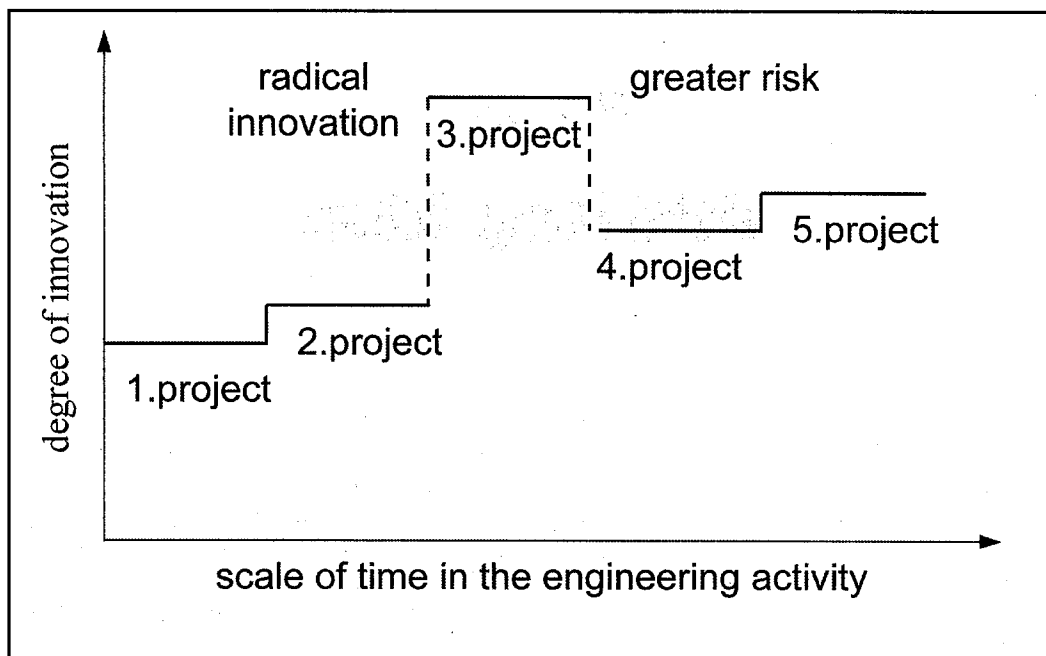 radical
innovation
greater risk
3.project
5.project
4.project
2.project
1.project
degree of innovation
scale of time in the engineering activity